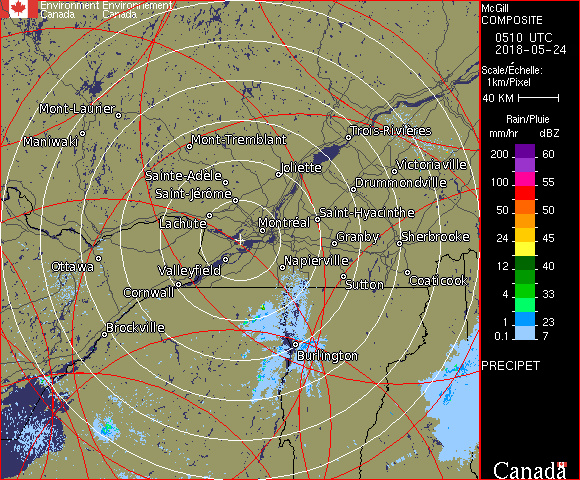 Environment Environnement
Canada Canada
McGill
COMPOSITE
0510 UTC
2018-05-24
Scale/Échelle:
1km/Pixel
40 KM
Rain/Pluie
mm/hr dBZ
200 60
100 55
50 50
24 45
12 40
4 33
1 23
0.1 7
PRECIPET
Canada
Mont-Laurier
Maniwaki
Mont-Tremblant
Trois-Rivières
Sainte-Adèle
Joliette
Victoriaville
Saint-Jérôme
Drummondville
Lachute
Montréal
Saint-Hyacinthe
Granby
Sherbrooke
Ottawa
Valleyfield
Napierville
Cornwall
Sutton
Coaticook
Brockville
Burlington